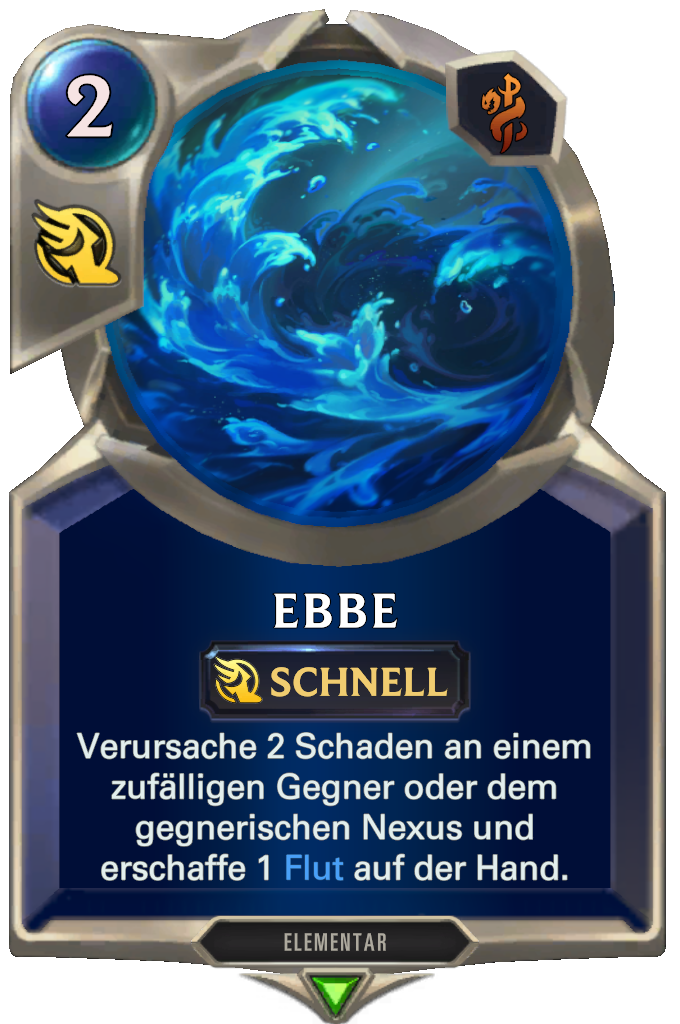 2
EBBE
SCHNELL
Verursache 2 Schaden an einem
zufälligen Gegner oder dem
gegnerischen Nexus und
erschaffe 1 Flut auf der Hand.
ELEMENTAR